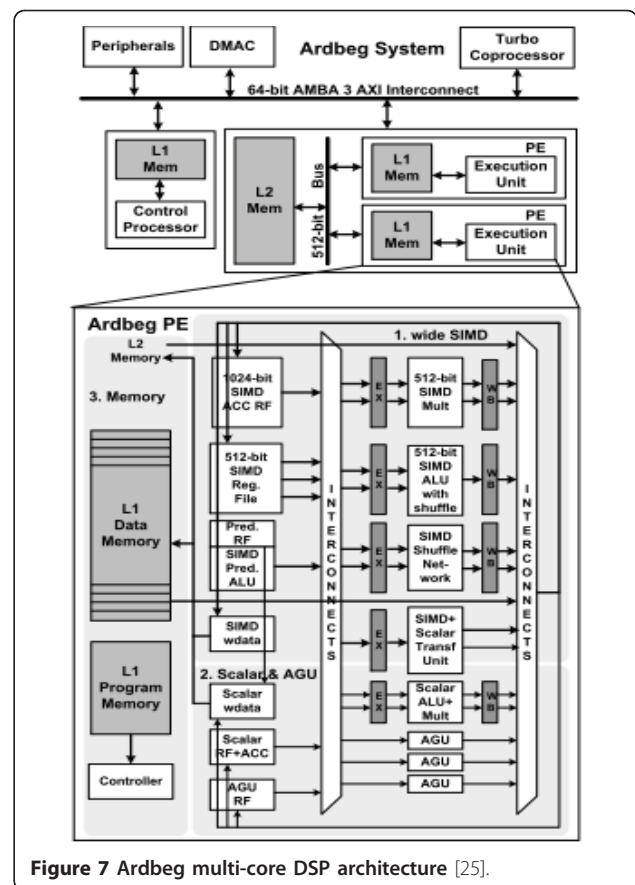 Peripherals
DMAC
Ardbeg System
Turbo
Coprocessor
64-bit AMBA 3 AXI Interconnect
L1
Mem
Control
Processor
L2
Mem
512-bit Bus
PE
L1
Mem
Execution
Unit
PE
L1
Mem
Execution
Unit
Ardbeg PE
L2
Memory
1. wide SIMD
3. Memory
1024-bit
SIMD
ACC RF
EX
512-bit
SIMD
Mult
WB
512-bit
SIMD
Reg.
File
EX
512-bit
SIMD
ALU
with
shuffle
WB
L1
Data
Memory
Pred.
RF
SIMD
Pred.
ALU
INTERCONNECTS
EX
SIMD
Shuffle
Net-
work
WB
INTERCONNECTS
SIMD
wdata
EX
SIMD+
Scalar
Transf
Unit
2. Scalar & AGU
L1
Program
Memory
Scalar
wdata
EX
Scalar
ALU+
Mult
WB
Scalar
RF+ACC
AGU
AGU
Controller
AGU
RF
AGU
Figure 7 Ardbeg multi-core DSP architecture [25].